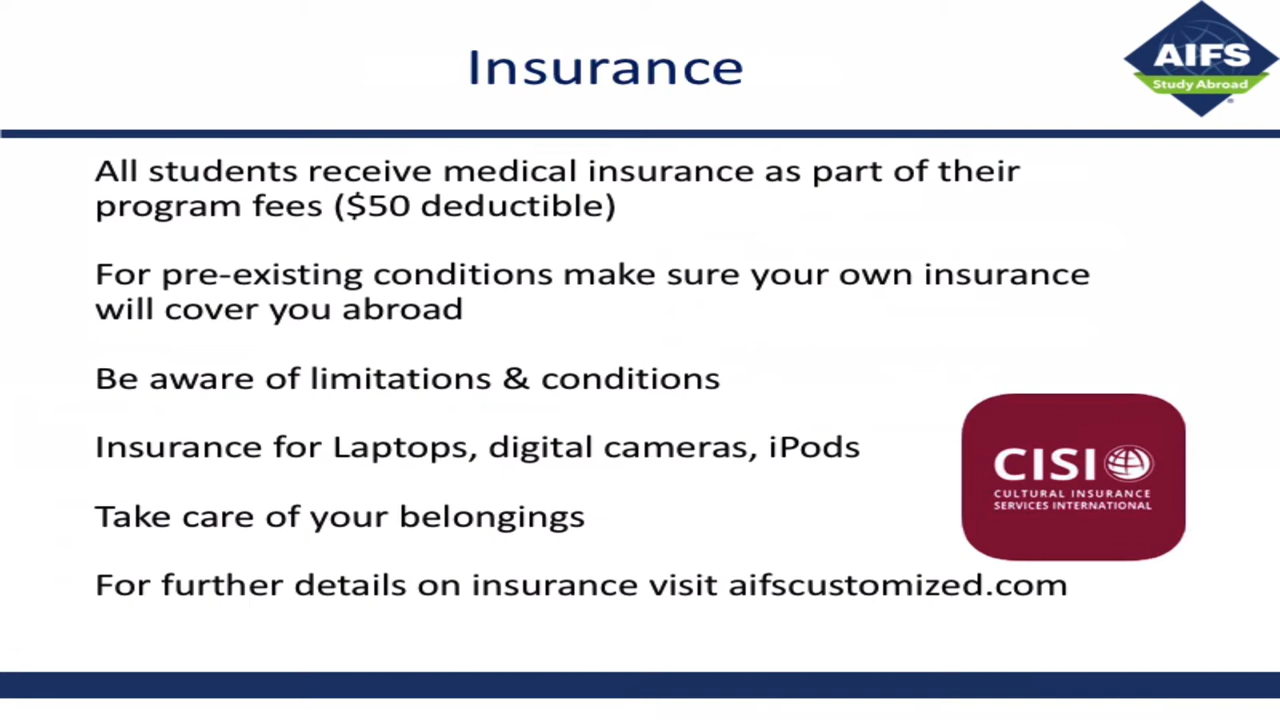 Insurance
AIFS
Study Abroad
All students receive medical insurance as part of their
program fees ($50 deductible)
For pre-existing conditions make sure your own insurance
will cover you abroad
Be aware of limitations & conditions
Insurance for Laptops, digital cameras, iPods
CISI
CULTURAL INSURANCE
SERVICES INTERNATIONAL
Take care of your belongings
For further details on insurance visit aifscustomized.com